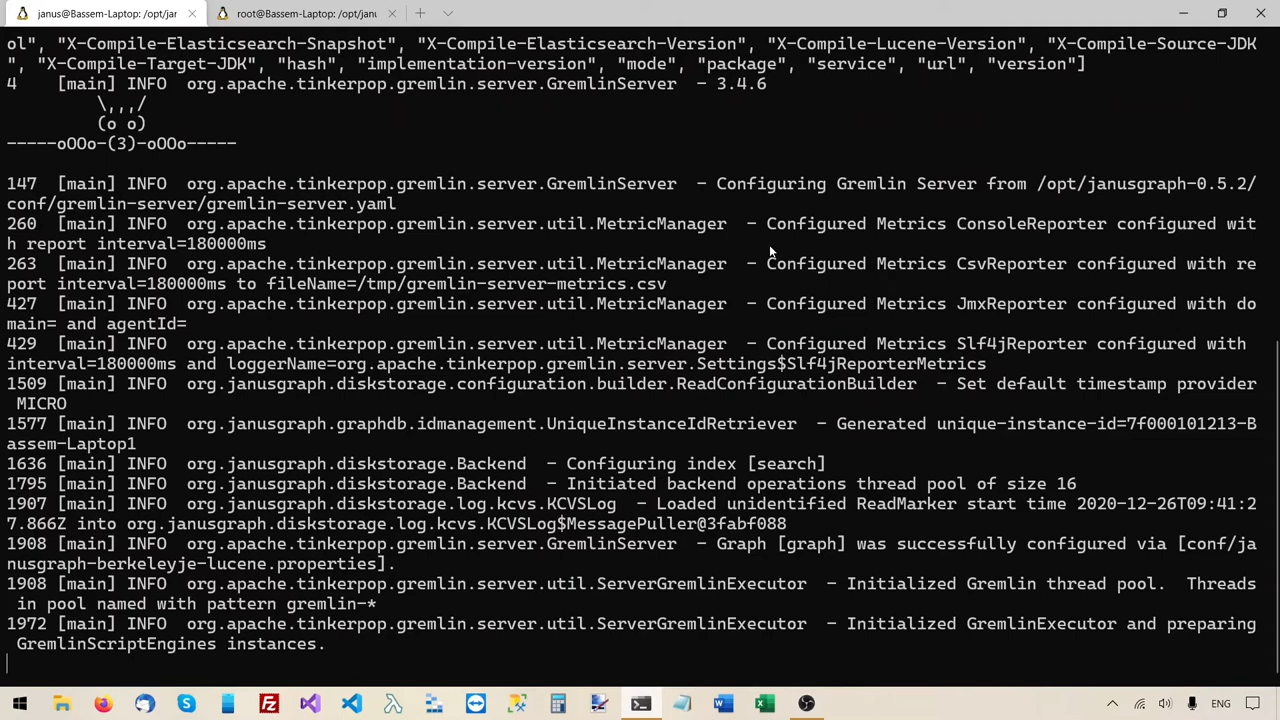 janus@Bassem-Laptop: /opt/jar
root@Bassem-Laptop: /opt/janu
ol", "X-Compile-Elasticsearch-Snapshot", "X-Compile-Elasticsearch-Version", "X-Compile-Lucene-Version", "X-Compile-Source-JDK
", "X-Compile-Target-JDK", "hash", "implementation-version", "mode", "package", "service", "url", "version"]
4    [main] INFO  org.apache.tinkerpop.gremlin.server.GremlinServer  - 3.4.6
         \,,,/
         (o o)
-----oOOo-(3)-oOOo-----
147  [main] INFO  org.apache.tinkerpop.gremlin.server.GremlinServer  - Configuring Gremlin Server from /opt/janusgraph-0.5.2/
conf/gremlin-server/gremlin-server.yaml
260  [main] INFO  org.apache.tinkerpop.gremlin.server.util.MetricManager  - Configured Metrics ConsoleReporter configured wit
h report interval=180000ms
263  [main] INFO  org.apache.tinkerpop.gremlin.server.util.MetricManager  - Configured Metrics CsvReporter configured with re
port interval=180000ms to fileName=/tmp/gremlin-server-metrics.csv
427  [main] INFO  org.apache.tinkerpop.gremlin.server.util.MetricManager  - Configured Metrics JmxReporter configured with do
main= and agentId=
429  [main] INFO  org.apache.tinkerpop.gremlin.server.util.MetricManager  - Configured Metrics Slf4jReporter configured with
interval=180000ms and loggerName=org.apache.tinkerpop.gremlin.server.Settings$Slf4jReporterMetrics
1509 [main] INFO  org.janusgraph.diskstorage.configuration.builder.ReadConfigurationBuilder  - Set default timestamp provider
 MICRO
1577 [main] INFO  org.janusgraph.graphdb.idmanagement.UniqueInstanceIdRetriever  - Generated unique-instance-id=7f000101213-B
assem-Laptop1
1636 [main] INFO  org.janusgraph.diskstorage.Backend  - Configuring index [search]
1795 [main] INFO  org.janusgraph.diskstorage.Backend  - Initiated backend operations thread pool of size 16
1907 [main] INFO  org.janusgraph.diskstorage.log.kcvs.KCVSLog  - Loaded unidentified ReadMarker start time 2020-12-26T09:41:2
7.866Z into org.janusgraph.diskstorage.log.kcvs.KCVSLog$MessagePuller@3fabf088
1908 [main] INFO  org.apache.tinkerpop.gremlin.server.GremlinServer  - Graph [graph] was successfully configured via [conf/ja
nusgraph-berkeleyje-lucene.properties].
1908 [main] INFO  org.apache.tinkerpop.gremlin.server.util.ServerGremlinExecutor  - Initialized Gremlin thread pool.  Threads
 in pool named with pattern gremlin-*
1972 [main] INFO  org.apache.tinkerpop.gremlin.server.util.ServerGremlinExecutor  - Initialized GremlinExecutor and preparing
 GremlinScriptEngines instances.
ENG